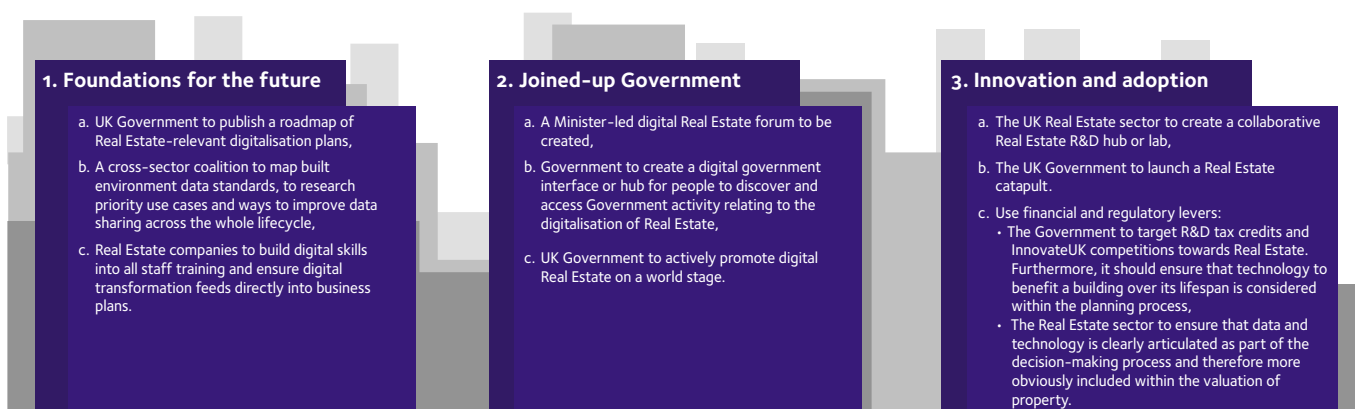 1. Foundations for the future
a. UK Government to publish a roadmap of
Real Estate-relevant digitalisation plans,
b. A cross-sector coalition to map built
environment data standards, to research
priority use cases and ways to improve data
sharing across the whole lifecycle,
c. Real Estate companies to build digital skills
into all staff training and ensure digital
transformation feeds directly into business
plans.
2. Joined-up Government
a. A Minister-led digital Real Estate forum to be
created,
b. Government to create a digital government
interface or hub for people to discover and
access Government activity relating to the
digitalisation of Real Estate,
c. UK Government to actively promote digital
Real Estate on a world stage.
3. Innovation and adoption
a. The UK Real Estate sector to create a collaborative
Real Estate R&D hub or lab,
b. The UK Government to launch a Real Estate
catapult.
c. Use financial and regulatory levers:
• The Government to target R&D tax credits and
InnovateUK competitions towards Real Estate.
Furthermore, it should ensure that technology to
benefit a building over its lifespan is considered
within the planning process,
• The Real Estate sector to ensure that data and
technology is clearly articulated as part of the
decision-making process and therefore more
obviously included within the valuation of
property.